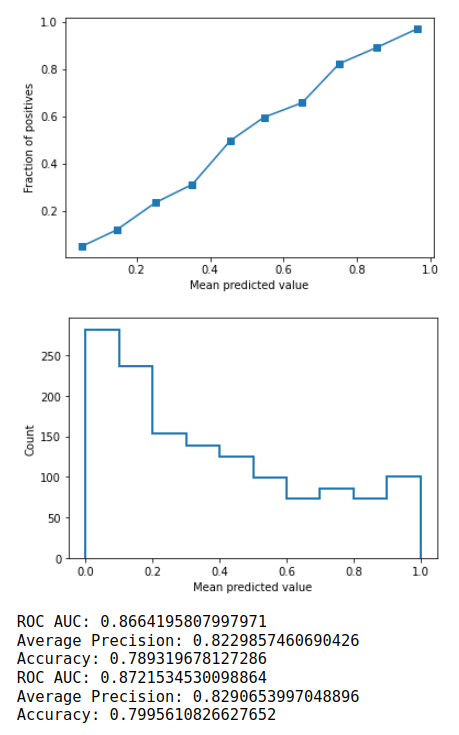 1.0
0.8
0.6
0.4
0.2
Fraction of positives
0.2 0.4 0.6 0.8 1.0
Mean predicted value
250
200
150
100
50
0
Count
0.0 0.2 0.4 0.6 0.8 1.0
Mean predicted value
ROC AUC: 0.8664195807997971
Average Precision: 0.8229857460690426
Accuracy: 0.789319678127286
ROC AUC: 0.8721534530098864
Average Precision: 0.8290653997048896
Accuracy: 0.7995610826627652